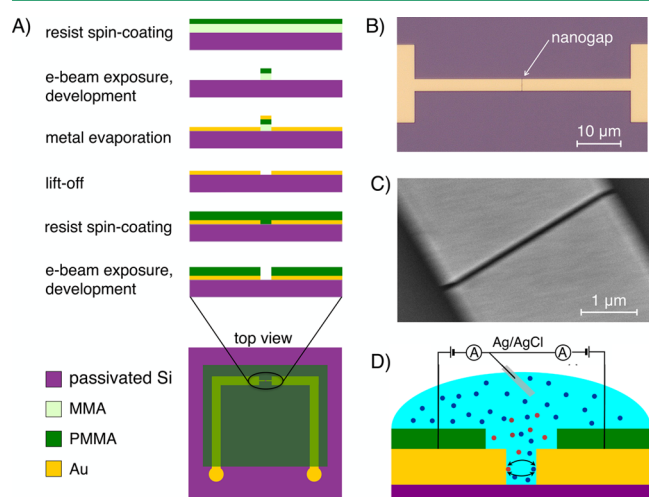 A)
resist spin-coating
e-beam exposure,
development
metal evaporation
lift-off
resist spin-coating
e-beam exposure,
development
top view
passivated Si
MMA
PMMA
Au
B)
nanogap
10 μm
C)
1 μm
D)
Ag/AgCl
A
A